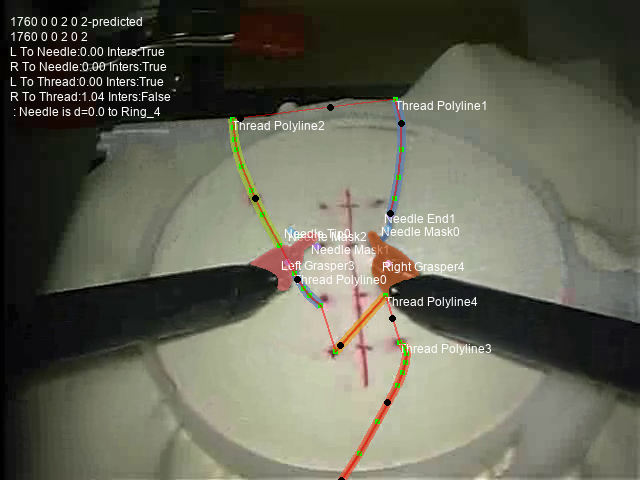 1760 0 0 2 0 2-predicted
1760 0 0 2 0 2
L To Needle:0.00 Inters:True
R To Needle:0.00 Inters:True
L To Thread:0.00 Inters:True
R To Thread:1.04 Inters:False
: Needle is d=0.0 to Ring_4
Thread Polyline1
Thread Polyline2
Needle End1
Needle Tip0
Needle Mask0
Needle Mask2
Needle Mask1
Left Grasper3
Right Grasper4
Thread Polyline0
Thread Polyline4
Thread Polyline3